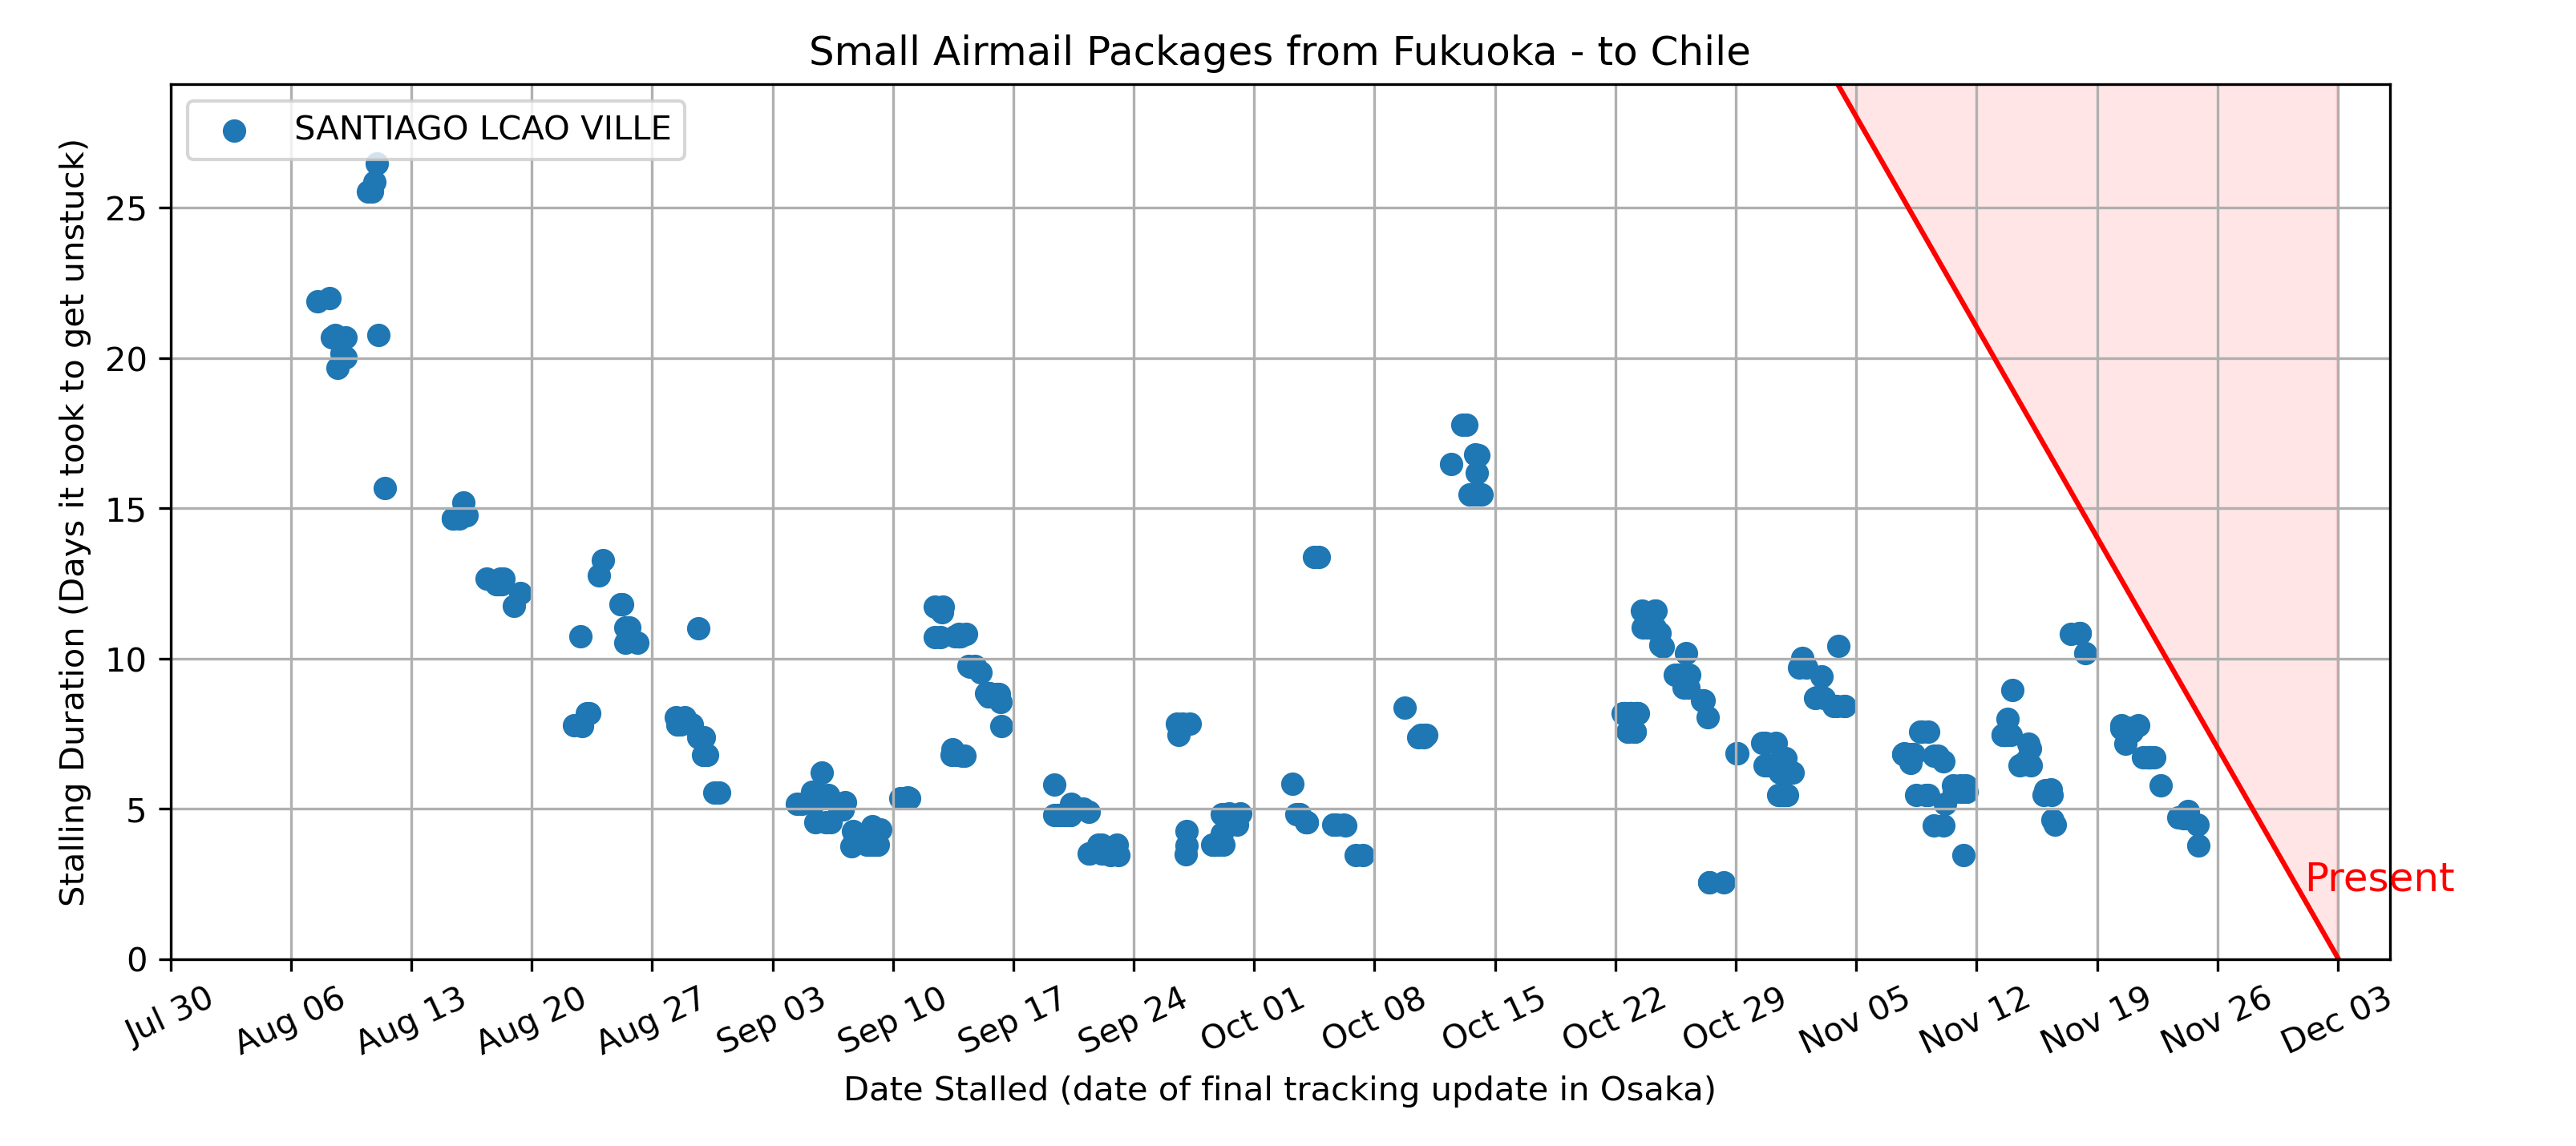 Small Airmail Packages from Fukuoka - to Chile
SANTIAGO LCAO VILLE
Stalling Duration (Days it took to get unstuck)
25
20
15
10
5
0
Present
Jul 30
Aug 06
Aug 13
Aug 20
Aug 27
Sep 03
Sep 10
Sep 17
Sep 24
Oct 01
Oct 08
Oct 15
Oct 22
Oct 29
Nov 05
Nov 12
Nov 19
Nov 26
Dec 03
Date Stalled (date of final tracking update in Osaka)